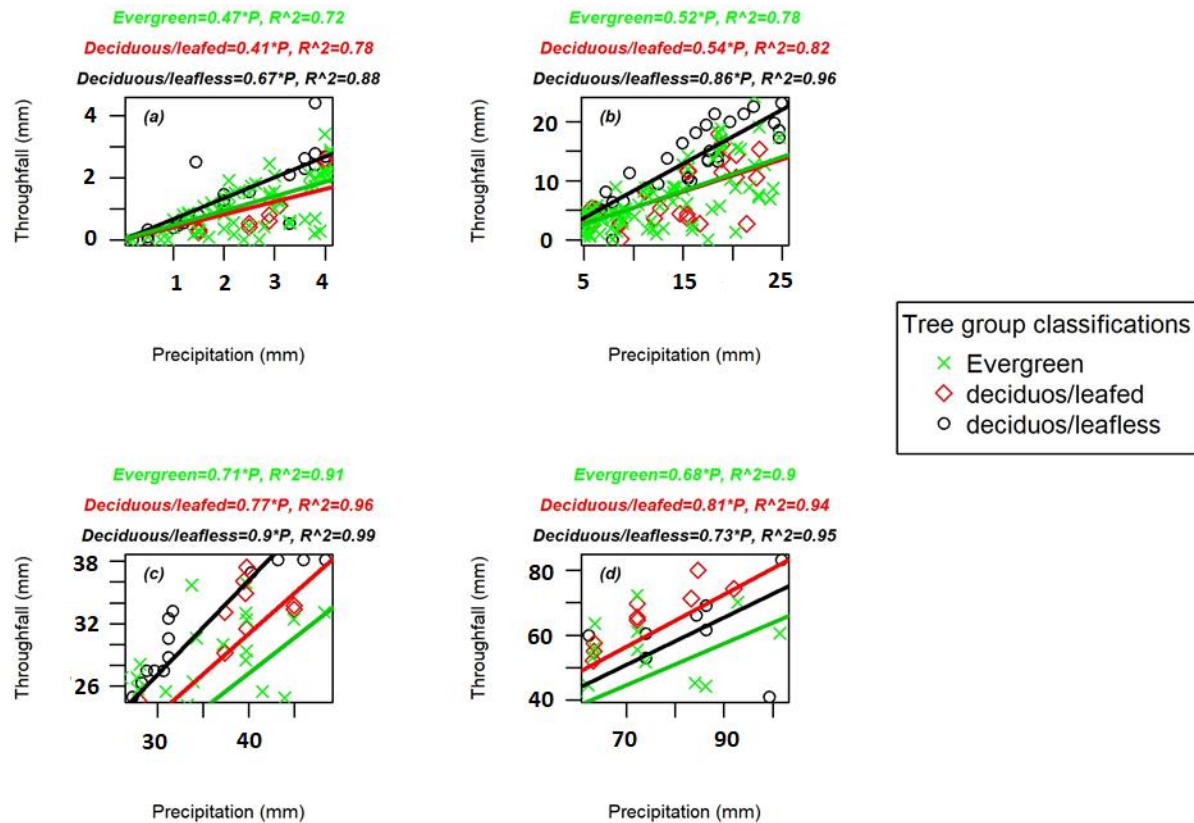 Evergreen=0.47*P, R^2=0.72
Deciduous/leafed=0.41*P, R^2=0.78
Deciduous/leafless=0.67*P, R^2=0.88
(a)
Throughfall (mm)
4
2
0
1 2 3 4
Precipitation (mm)
Evergreen=0.52*P, R^2=0.78
Deciduous/leafed=0.54*P, R^2=0.82
Deciduous/leafless=0.86*P, R^2=0.96
(b)
Throughfall (mm)
20
10
0
5 15 25
Precipitation (mm)
Tree group classifications
Evergreen
deciduos/leafed
deciduos/leafless
Evergreen=0.71*P, R^2=0.91
Deciduous/leafed=0.77*P, R^2=0.96
Deciduous/leafless=0.9*P, R^2=0.99
(c)
Throughfall (mm)
38
32
26
30 40
Precipitation (mm)
Evergreen=0.68*P, R^2=0.9
Deciduous/leafed=0.81*P, R^2=0.94
Deciduous/leafless=0.73*P, R^2=0.95
(d)
Throughfall (mm)
80
60
40
70 90
Precipitation (mm)